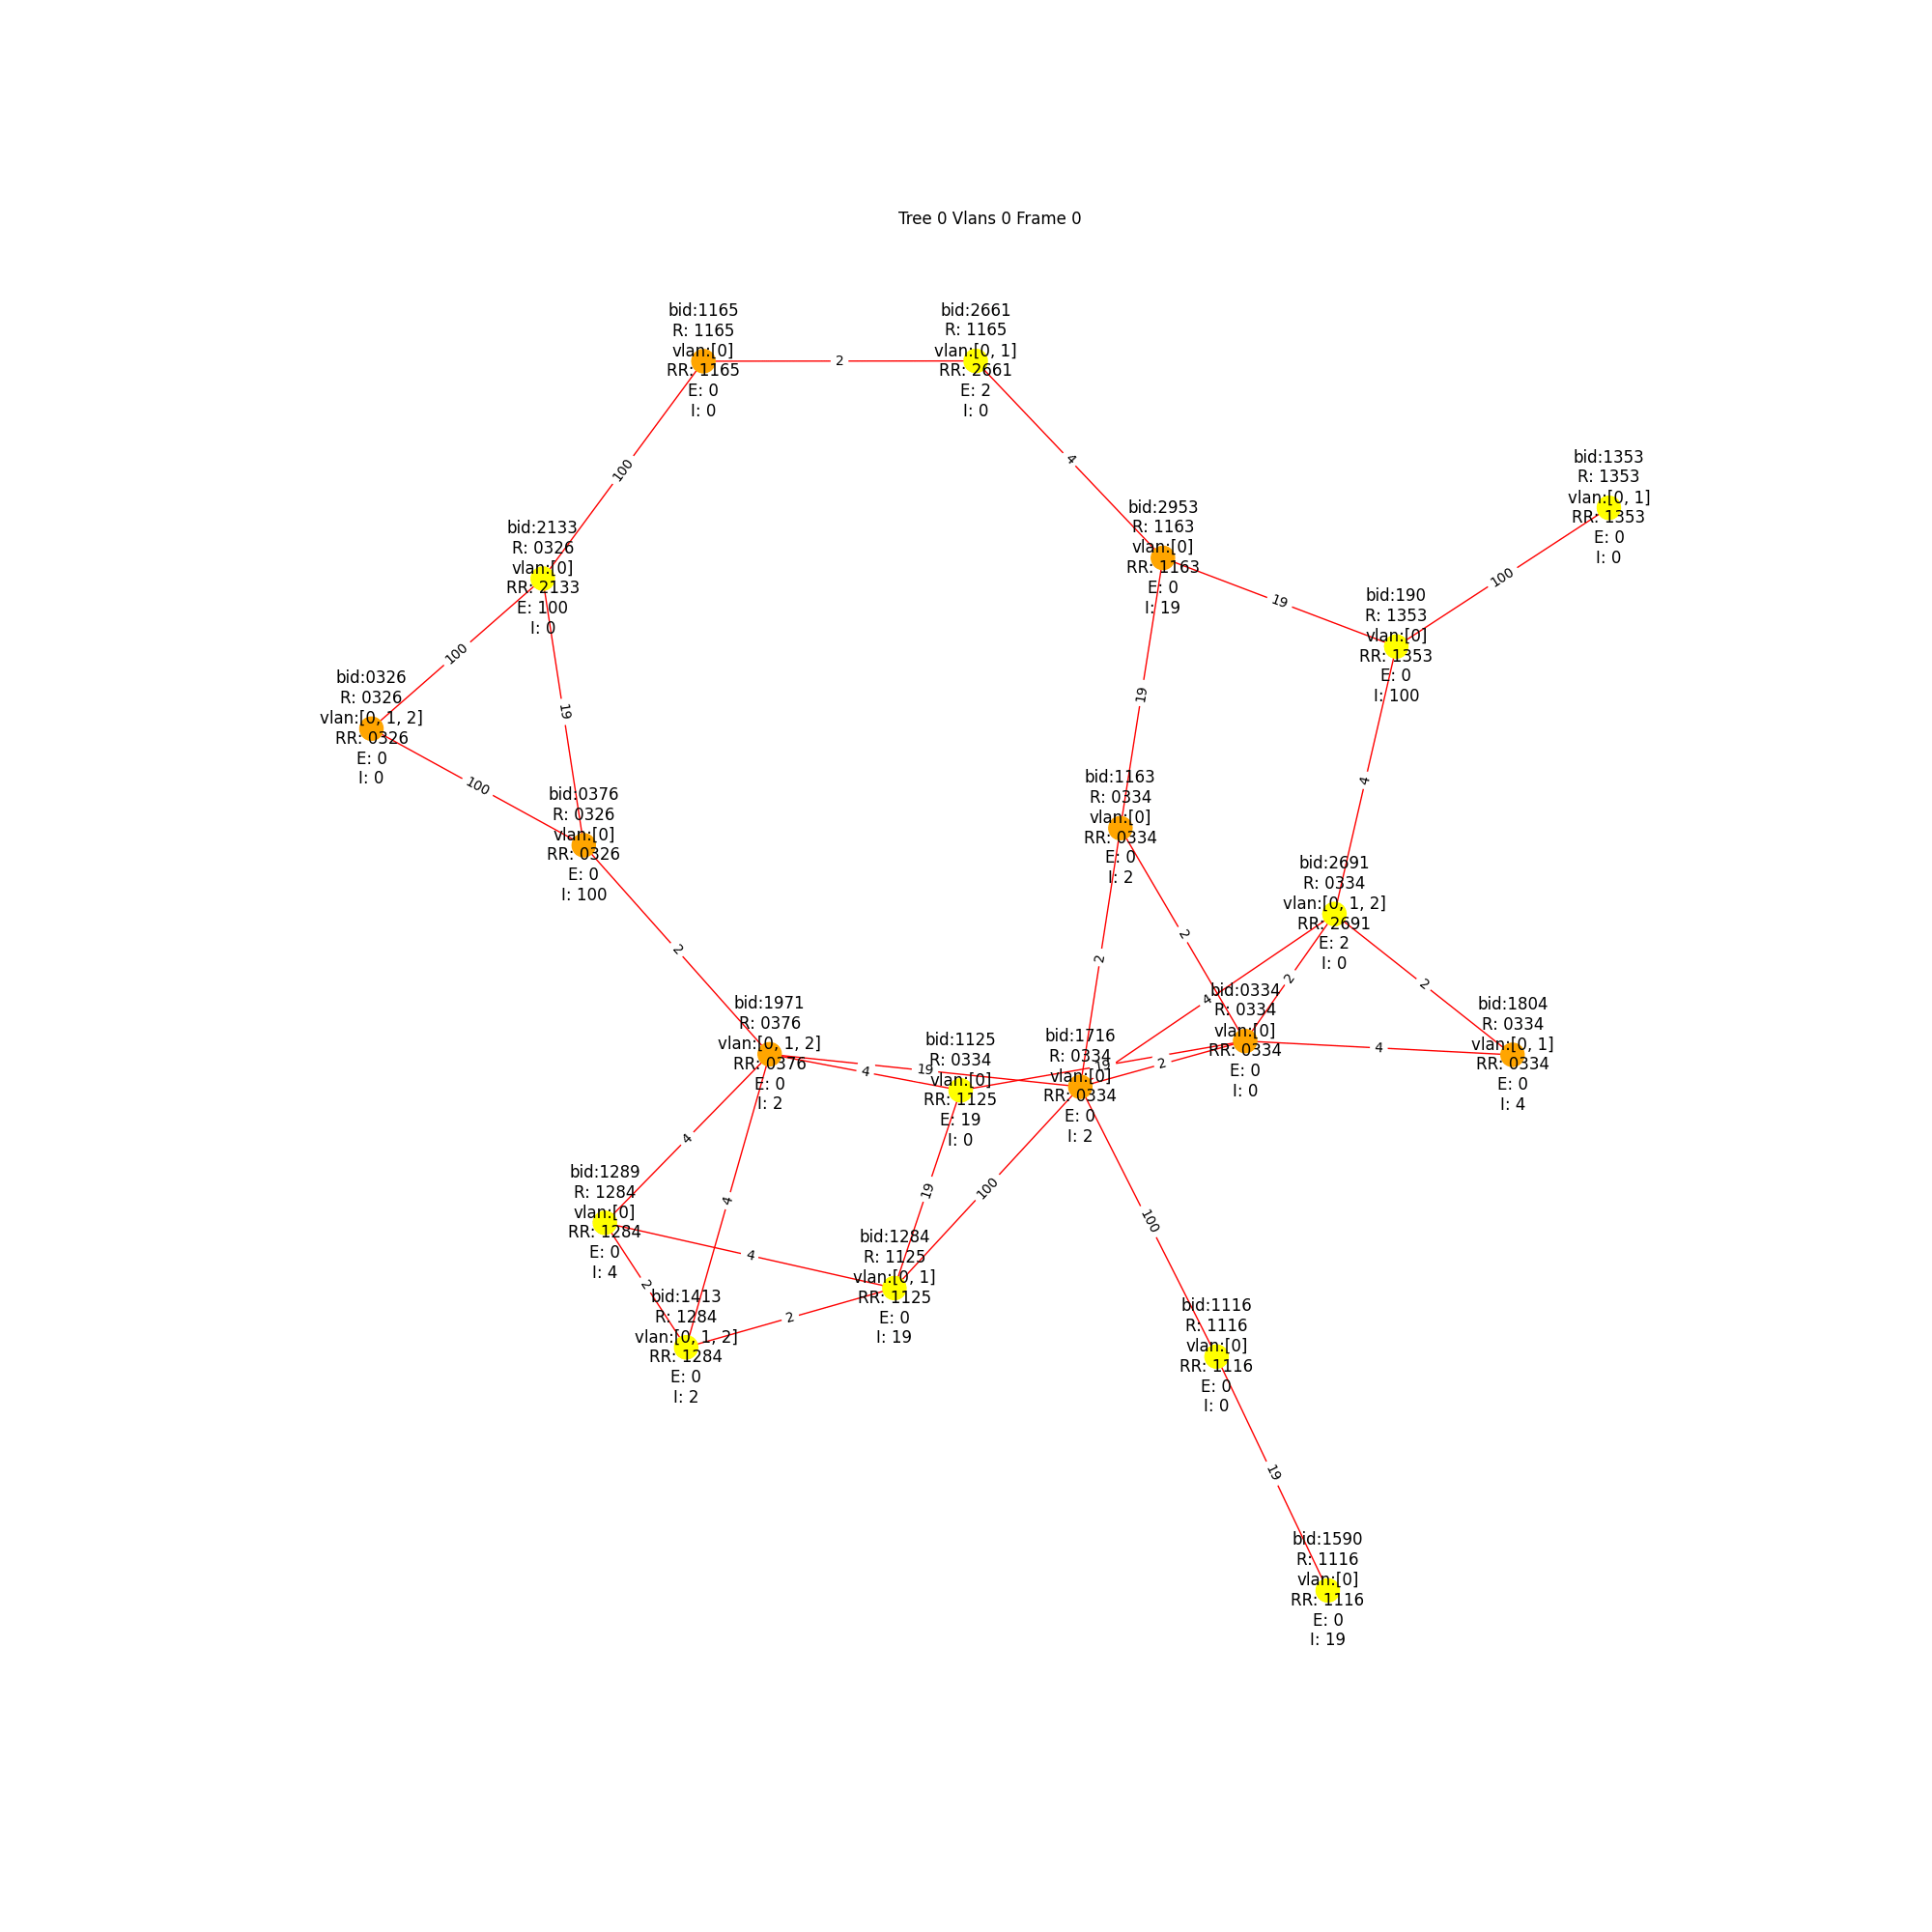 Tree 0 Vlans 0 Frame 0
bid:1165
R: 1165
vlan:[0]
RR: 1165
E: 0
I: 0
2
bid:2661
R: 1165
vlan:[0, 1]
RR: 2661
E: 2
I: 0
100
4
bid:1353
R: 1353
vlan:[0, 1]
RR: 1353
E: 0
I: 0
bid:2953
R: 1163
vlan:[0]
RR: 1163
E: 0
I: 19
bid:2133
R: 0326
vlan:[0]
RR: 2133
E: 100
I: 0
19
100
bid:190
R: 1353
vlan:[0]
RR: 1353
E: 0
I: 100
100
19
19
bid:0326
R: 0326
vlan:[0, 1, 2]
RR: 0326
E: 0
I: 0
100
4
bid:0376
R: 0326
vlan:[0]
RR: 0326
E: 0
I: 100
bid:1163
R: 0334
vlan:[0]
RR: 0334
E: 0
I: 2
bid:2691
R: 0334
vlan:[0, 1, 2]
RR: 2691
E: 2
I: 0
2
2
2
2
2
4
bid:1971
R: 0376
vlan:[0, 1, 2]
RR: 0376
E: 0
I: 2
bid:0334
R: 0334
vlan:[0]
RR: 0334
E: 0
I: 0
bid:1804
R: 0334
vlan:[0, 1]
RR: 0334
E: 0
I: 4
bid:1125
R: 0334
vlan:[0]
RR: 1125
E: 19
I: 0
bid:1716
R: 0334
vlan:[0]
RR: 0334
E: 0
I: 2
4
19
19
2
4
4
4
19
100
100
bid:1289
R: 1284
vlan:[0]
RR: 1284
E: 0
I: 4
4
2
bid:1284
R: 1125
vlan:[0, 1]
RR: 1125
E: 0
I: 19
bid:1413
R: 1284
vlan:[0, 1, 2]
RR: 1284
E: 0
I: 2
2
bid:1116
R: 1116
vlan:[0]
RR: 1116
E: 0
I: 0
19
bid:1590
R: 1116
vlan:[0]
RR: 1116
E: 0
I: 19